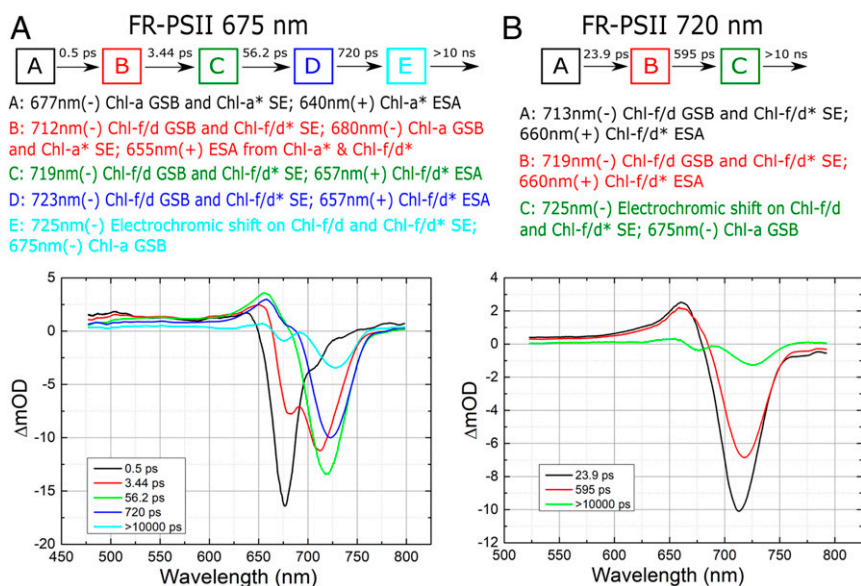 A FR-PSII 675 nm
0.5 ps 3.44 ps 56.2 ps 720 ps >10 ns
A B C D E
A: 677nm(-) Chl-a GSB and Chl-a* SE; 640nm(+) Chl-a* ESA
B: 712nm(-) Chl-f/d GSB and Chl-f/d* SE; 680nm(-) Chl-a GSB
and Chl-a* SE; 655nm(+) ESA from Chl-a* & Chl-f/d*
C: 719nm(-) Chl-f/d GSB and Chl-f/d* SE; 657nm(+) Chl-f/d* ESA
D: 723nm(-) Chl-f/d GSB and Chl-f/d* SE; 657nm(+) Chl-f/d* ESA
E: 725nm(-) Electrochromic shift on Chl-f/d and Chl-f/d* SE;
675nm(-) Chl-a GSB
5
0
-5
-10
-15
-20
ΔmOD
0.5 ps
3.44 ps
56.2 ps
720 ps
>10000 ps
450 500 550 600 650 700 750 800
Wavelength (nm)
B FR-PSII 720 nm
23.9 ps 595 ps >10 ns
A B C
A: 713nm(-) Chl-f/d GSB and Chl-f/d* SE;
660nm(+) Chl-f/d* ESA
B: 719nm(-) Chl-f/d GSB and Chl-f/d* SE;
660nm(+) Chl-f/d* ESA
C: 725nm(-) Electrochromic shift on Chl-f/d
and Chl-f/d* SE; 675nm(-) Chl-a GSB
4
2
0
-2
-4
-6
-8
-10
-12
ΔmOD
23.9 ps
595 ps
>10000 ps
500 550 600 650 700 750 800
Wavelength (nm)